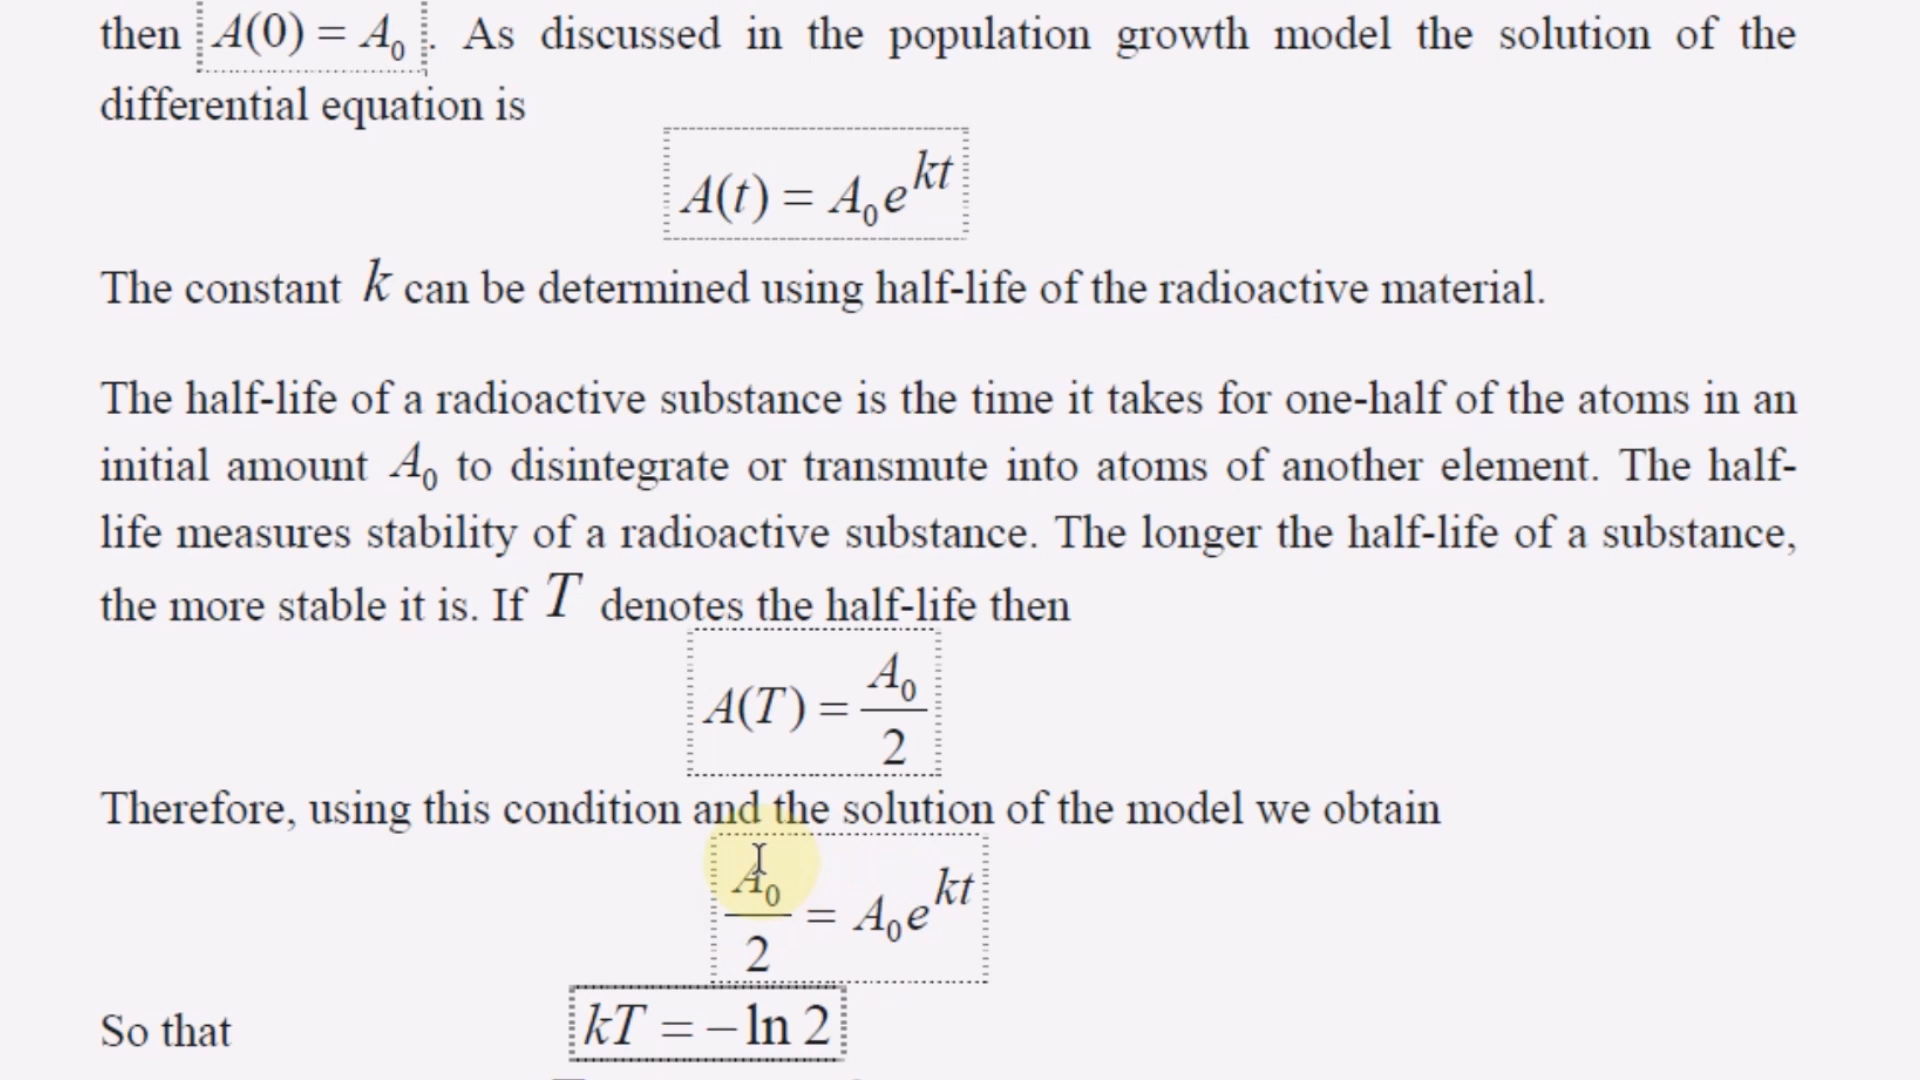 then A(0) = A₀. As discussed in the population growth model the solution of the
differential equation is
A(t) = A₀e^{kt}
The constant k can be determined using half-life of the radioactive material.
The half-life of a radioactive substance is the time it takes for one-half of the atoms in an
initial amount A₀ to disintegrate or transmute into atoms of another element. The half-
life measures stability of a radioactive substance. The longer the half-life of a substance,
the more stable it is. If T denotes the half-life then
A(T) = A₀/2
Therefore, using this condition and the solution of the model we obtain
A₀/2 = A₀e^{kt}
So that kT = −ln 2